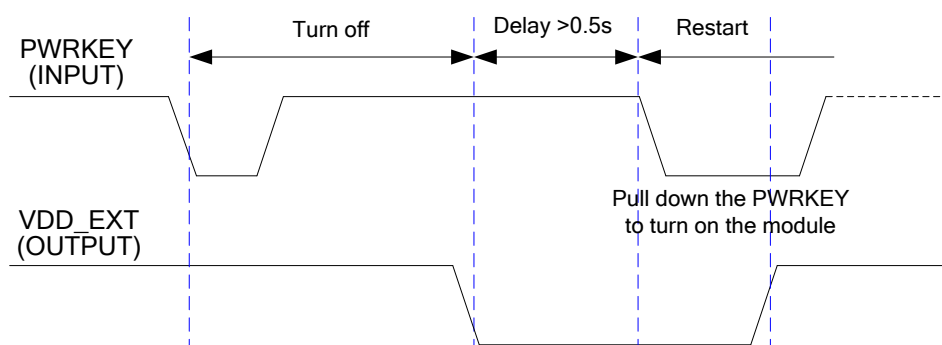 Turn off
Delay >0.5s
Restart
PWRKEY
(INPUT)
Pull down the PWRKEY
to turn on the module
VDD_EXT
(OUTPUT)